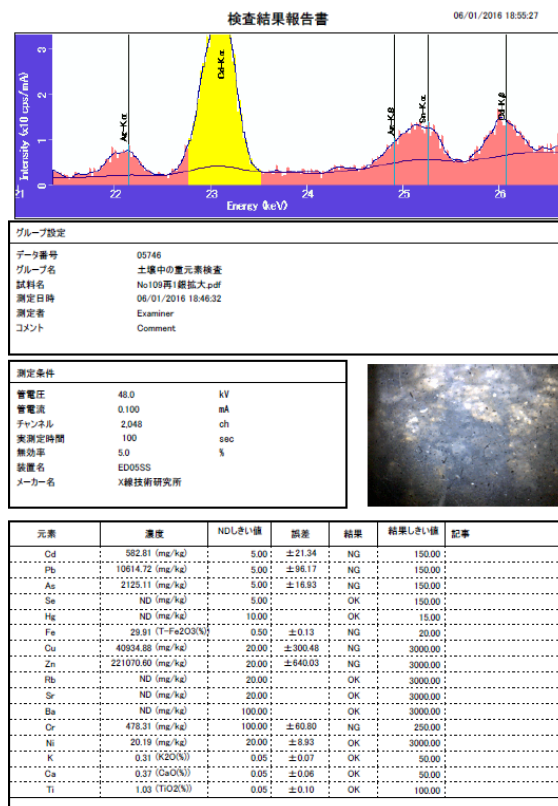 検査結果報告書
06/01/2016 18:55:27
Intensity (x10 cps/mA)
3
2
1
0
Ag-Kα
Cd-Kα
Ag-Kβ
Sn-Kα
Cd-Kβ
21 22 23 24 25 26
Energy (keV)
グループ設定
データ番号 05746
グループ名 土壌中の重元素検査
試料名 No109再1銀拡大.pdf
測定日時 06/01/2016 18:46:32
測定者 Examiner
コメント Comment
測定条件
管電圧 48.0 kV
管電流 0.100 mA
チャンネル 2,048 ch
実測定時間 100 sec
無効率 5.0 %
装置名 ED05SS
メーカー名 X線技術研究所
元素 濃度 NDしきい値 誤差 結果 結果しきい値 記事
Cd 582.81 (mg/kg) 5.00 ±21.34 NG 150.00
Pb 10614.72 (mg/kg) 5.00 ±96.17 NG 150.00
As 2125.11 (mg/kg) 5.00 ±16.93 NG 150.00
Se ND (mg/kg) 5.00 OK 150.00
Hg ND (mg/kg) 10.00 OK 15.00
Fe 29.91 (T-Fe2O3(%) 0.50 ±0.13 NG 20.00
Cu 40934.88 (mg/kg) 20.00 ±300.48 NG 3000.00
Zn 221070.60 (mg/kg) 20.00 ±640.03 NG 3000.00
Rb ND (mg/kg) 20.00 OK 3000.00
Sr ND (mg/kg) 20.00 OK 3000.00
Ba ND (mg/kg) 100.00 OK 3000.00
Cr 478.31 (mg/kg) 100.00 ±60.80 NG 250.00
Ni 20.19 (mg/kg) 20.00 ±8.93 OK 3000.00
K 0.31 (K2O(%)) 0.05 ±0.07 OK 50.00
Ca 0.37 (CaO(%)) 0.05 ±0.06 OK 50.00
Ti 1.03 (TiO2(%)) 0.05 ±0.10 OK 100.00